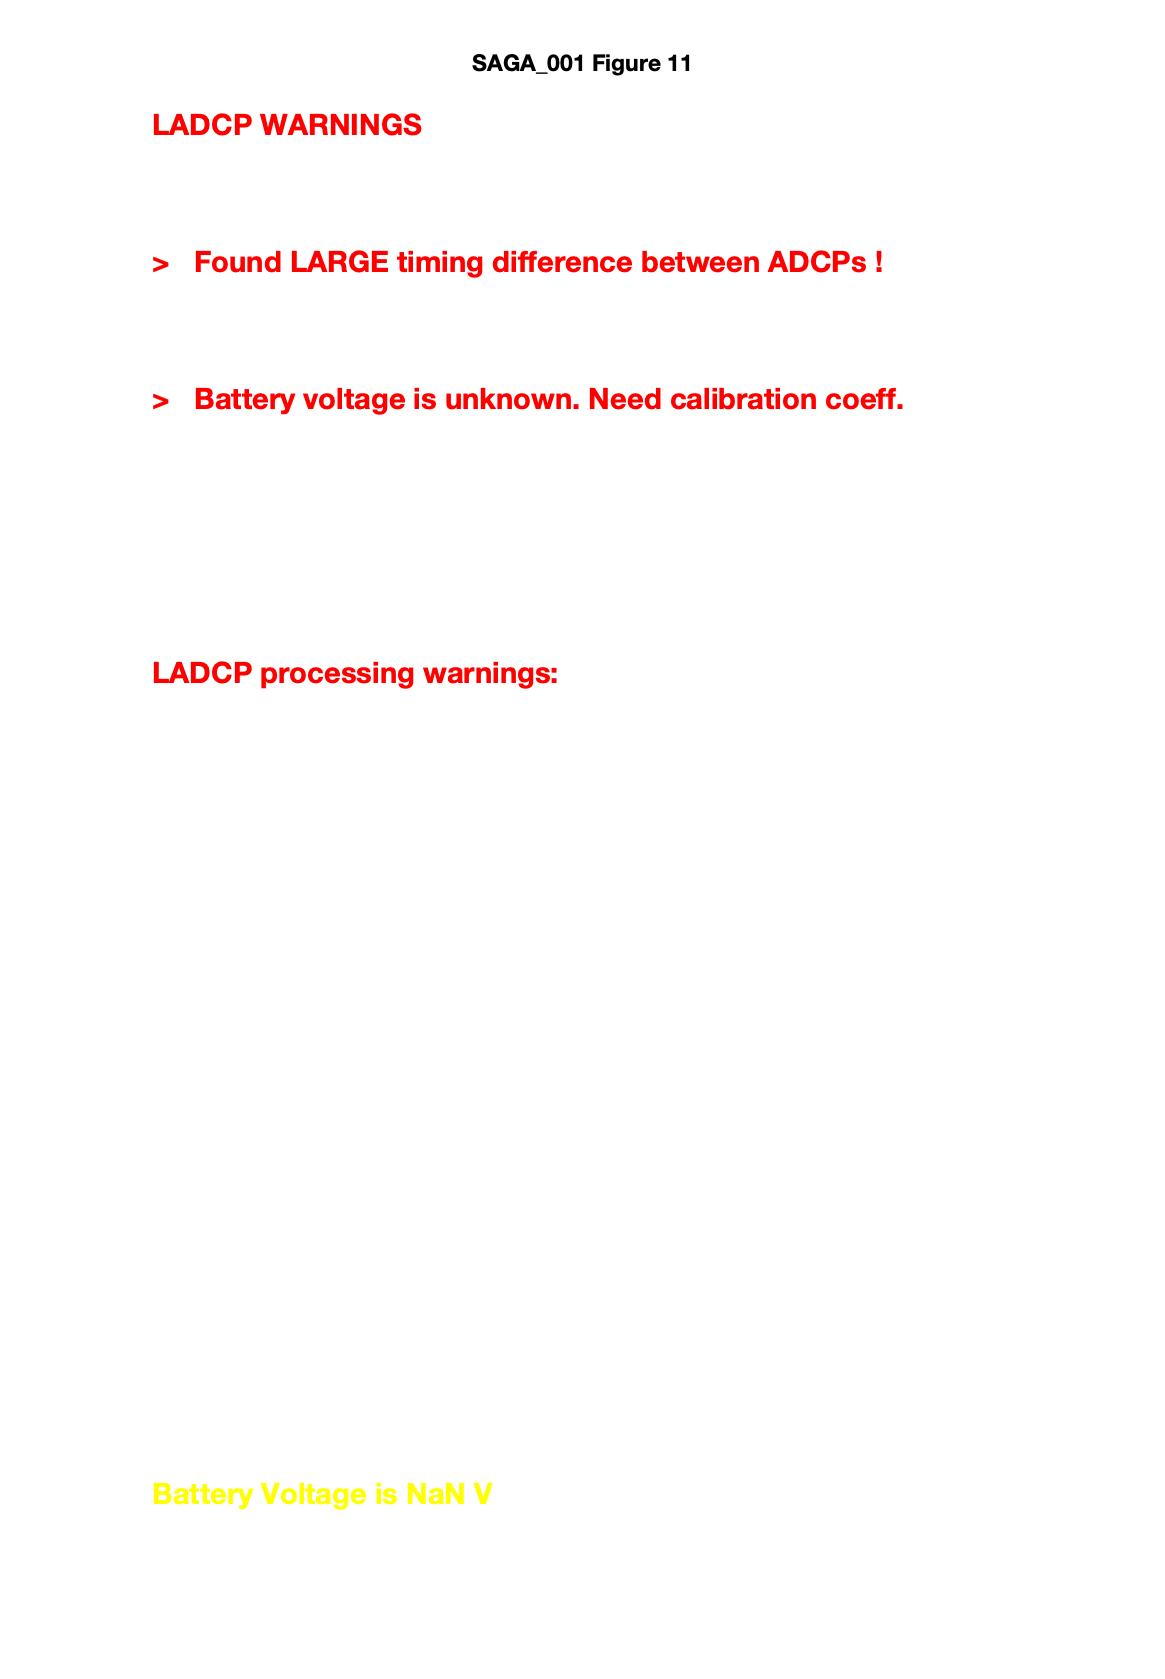 SAGA_001 Figure 11
LADCP WARNINGS
> Found LARGE timing difference between ADCPs !
> Battery voltage is unknown. Need calibration coeff.
LADCP processing warnings:
Battery Voltage is NaN V